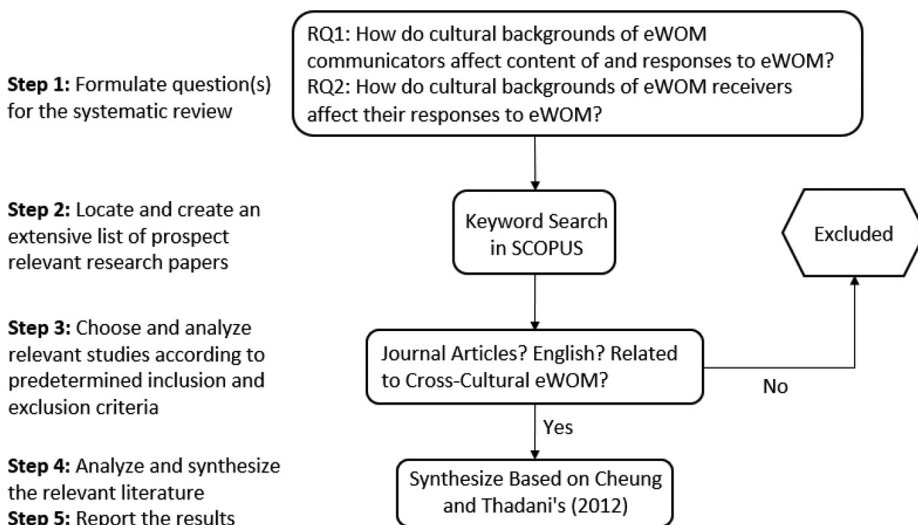 RQ1: How do cultural backgrounds of eWOM
communicators affect content of and responses to eWOM?
RQ2: How do cultural backgrounds of eWOM receivers
affect their responses to eWOM?
Step 1: Formulate question(s)
for the systematic review
Step 2: Locate and create an
extensive list of prospect
relevant research papers
Keyword Search
in SCOPUS
Excluded
Step 3: Choose and analyze
relevant studies according to
predetermined inclusion and
exclusion criteria
Journal Articles? English? Related
to Cross-Cultural eWOM?
No
Yes
Step 4: Analyze and synthesize
the relevant literature
Step 5: Report the results
Synthesize Based on Cheung
and Thadani's (2012)